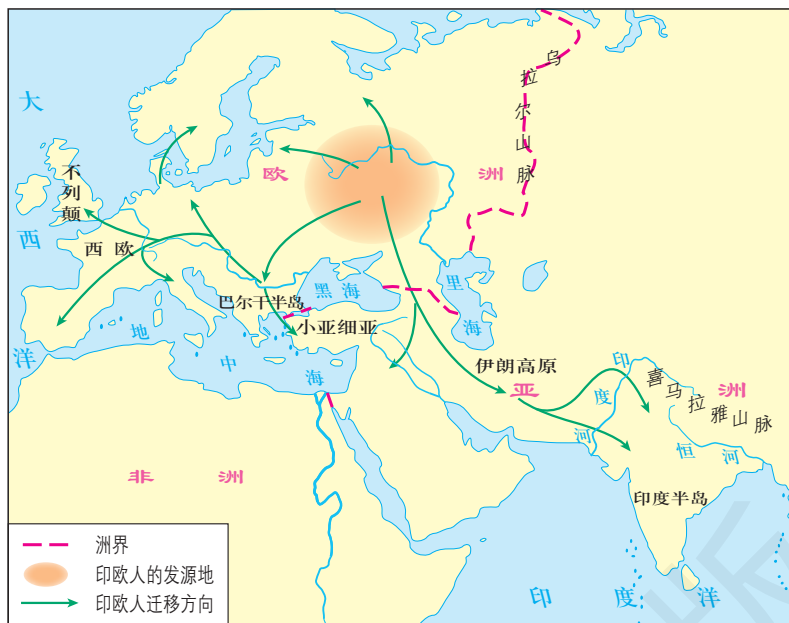 乌拉尔山脉
大西洋
不列颠
欧洲
西欧
里海
黑海
巴尔干半岛
小亚细亚
地中海
伊朗高原
亚洲
印度河
喜马拉雅山脉
恒河
非洲
印度半岛
印度洋
洲界
印欧人的发源地
印欧人迁移方向